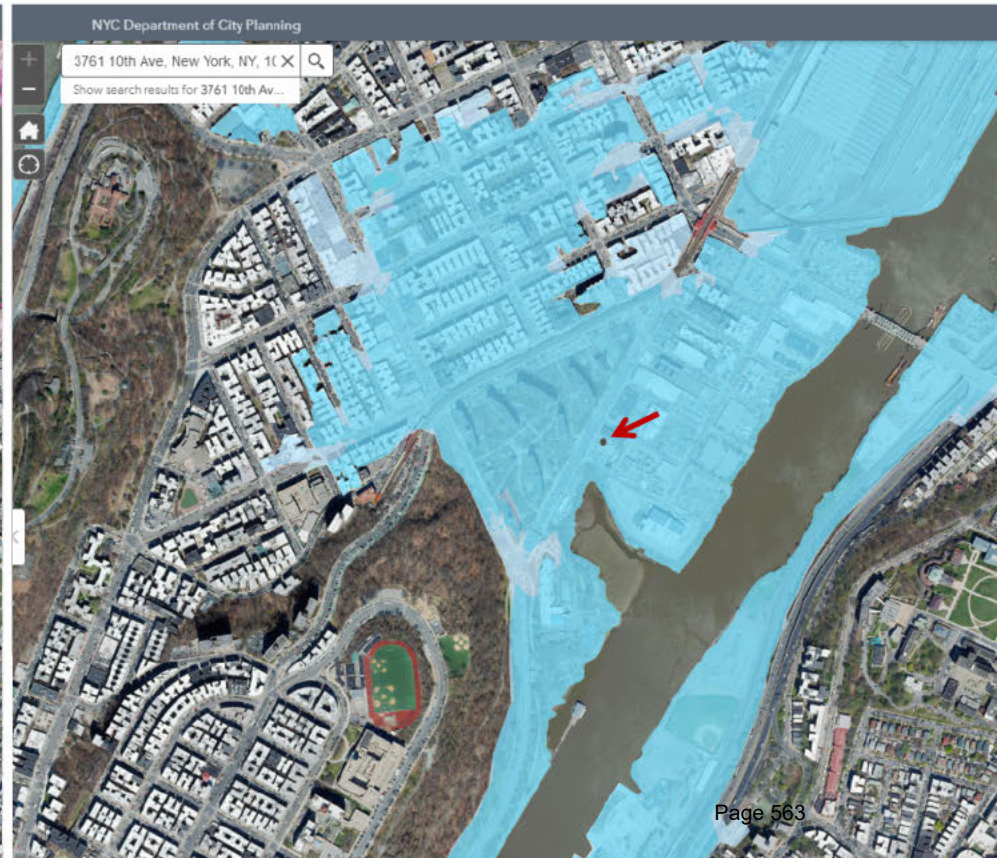 NYC Department of City Planning
3761 10th Ave, New York, NY, 10
Show search results for 3761 10th Av...
Page 563